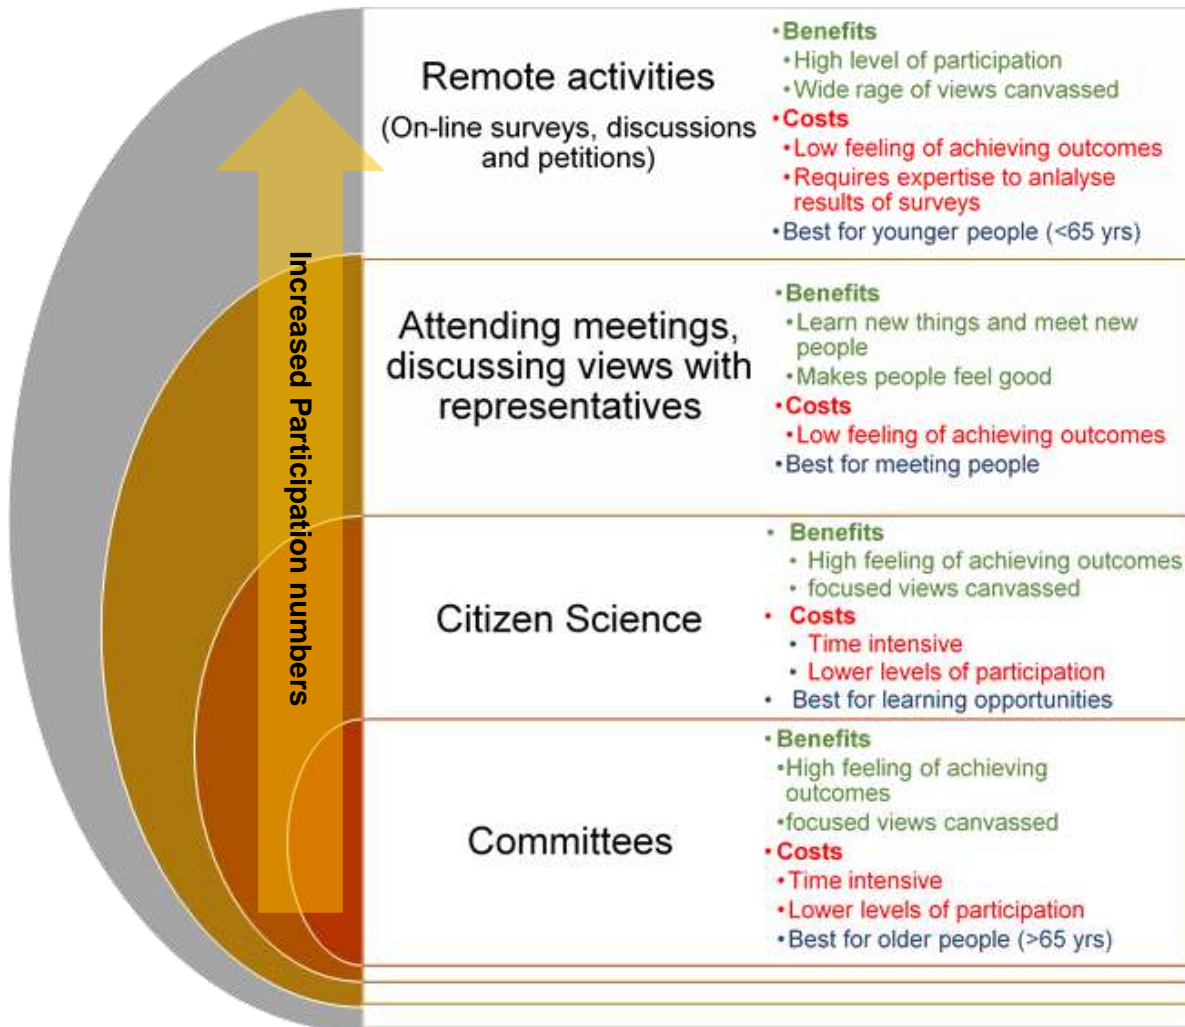 Increased Participation numbers
Remote activities
(On-line surveys, discussions
and petitions)
•Benefits
•High level of participation
•Wide rage of views canvassed
•Costs
•Low feeling of achieving outcomes
•Requires expertise to anlalyse
results of surveys
•Best for younger people (<65 yrs)
Attending meetings,
discussing views with
representatives
•Benefits
•Learn new things and meet new
people
•Makes people feel good
•Costs
•Low feeling of achieving outcomes
•Best for meeting people
Citizen Science
• Benefits
• High feeling of achieving outcomes
• focused views canvassed
• Costs
• Time intensive
• Lower levels of participation
• Best for learning opportunities
Committees
• Benefits
•High feeling of achieving
outcomes
•focused views canvassed
• Costs
•Time intensive
•Lower levels of participation
•Best for older people (>65 yrs)